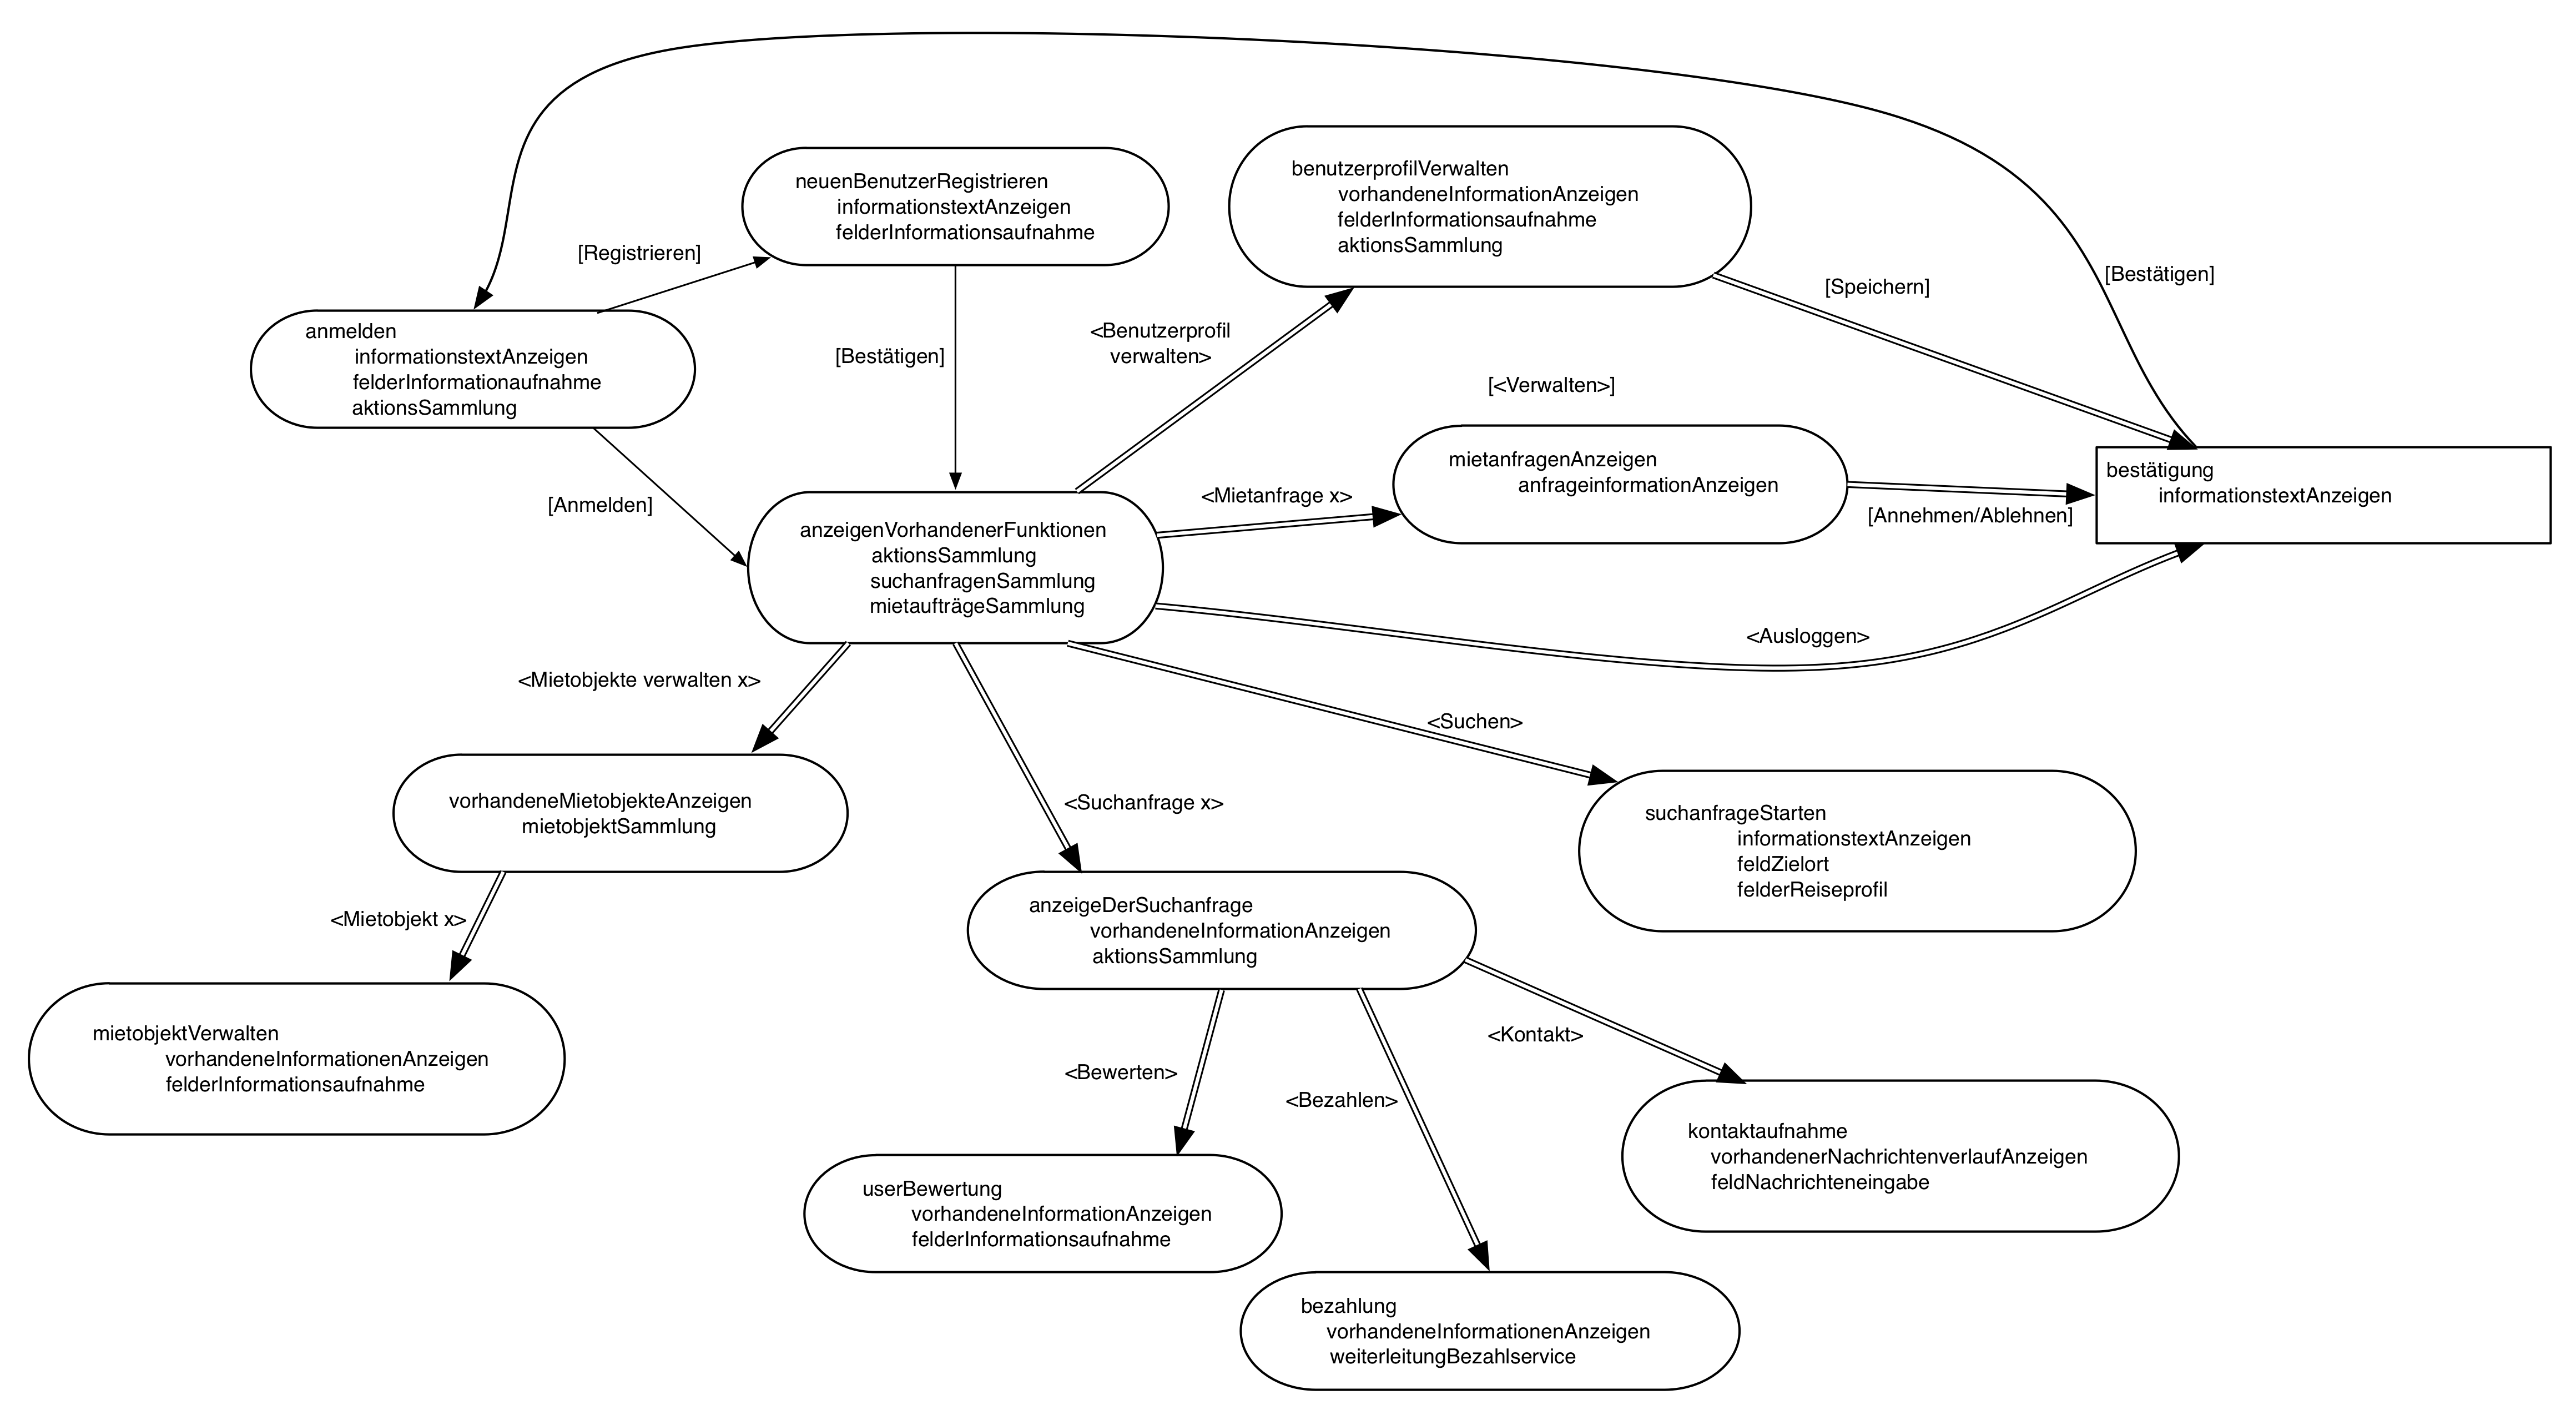 neuenBenutzerRegistrieren
informationstextAnzeigen
felderInformationsaufnahme
benutzerprofilVerwalten
vorhandeneInformationAnzeigen
felderInformationsaufnahme
aktionsSammlung
[Registrieren]
[Bestätigen]
[Speichern]
anmelden
informationstextAnzeigen
felderInformationaufnahme
aktionsSammlung
[Bestätigen]
<Benutzerprofil
verwalten>
[<Verwalten>]
[Anmelden]
anzeigenVorhandenerFunktionen
aktionsSammlung
suchanfragenSammlung
mietaufträgeSammlung
<Mietanfrage x>
mietanfragenAnzeigen
anfrageinformationAnzeigen
[Annehmen/Ablehnen]
bestätigung
informationstextAnzeigen
<Ausloggen>
<Mietobjekte verwalten x>
<Suchen>
<Suchanfrage x>
vorhandeneMietobjekteAnzeigen
mietobjektSammlung
suchanfrageStarten
informationstextAnzeigen
feldZielort
felderReiseprofil
<Mietobjekt x>
anzeigeDerSuchanfrage
vorhandeneInformationAnzeigen
aktionsSammlung
mietobjektVerwalten
vorhandeneInformationenAnzeigen
felderInformationsaufnahme
<Bewerten>
<Bezahlen>
<Kontakt>
kontaktaufnahme
vorhandenerNachrichtenverlaufAnzeigen
feldNachrichteneingabe
userBewertung
vorhandeneInformationAnzeigen
felderInformationsaufnahme
bezahlung
vorhandeneInformationenAnzeigen
weiterleitungBezahlservice